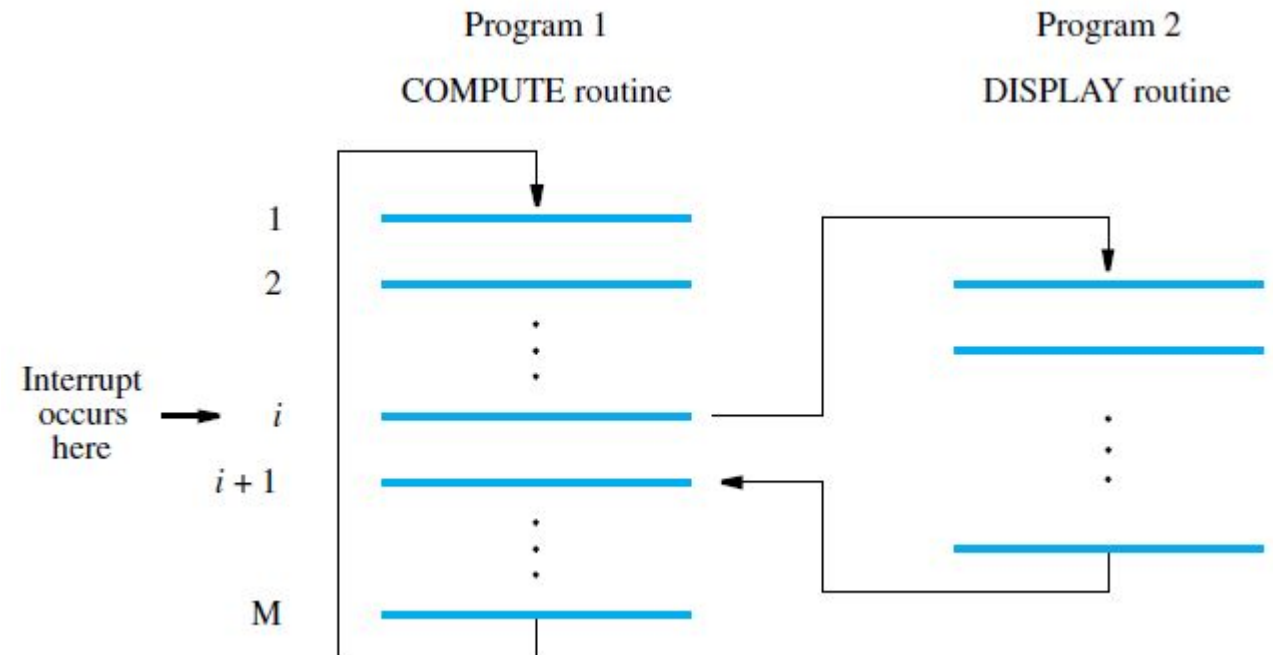 Program 1
Program 2
COMPUTE routine
DISPLAY routine
1
2
Interrupt
occurs
here
i
i + 1
M